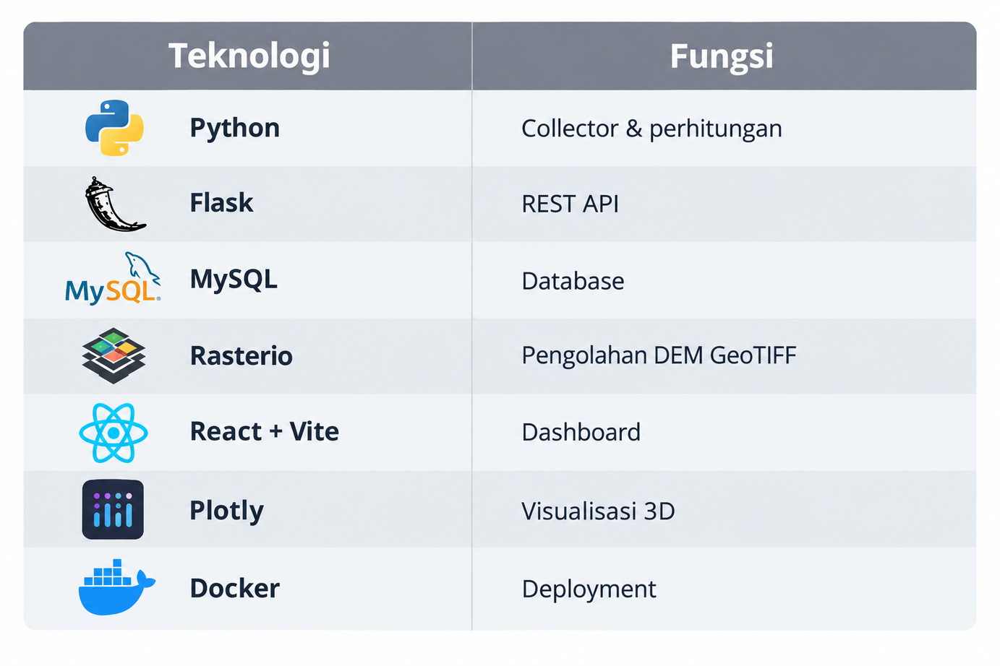 Teknologi Fungsi
Python Collector & perhitungan
Flask REST API
MySQL® MySQL Database
Rasterio Pengolahan DEM GeoTIFF
React + Vite Dashboard
Plotly Visualisasi 3D
Docker Deployment